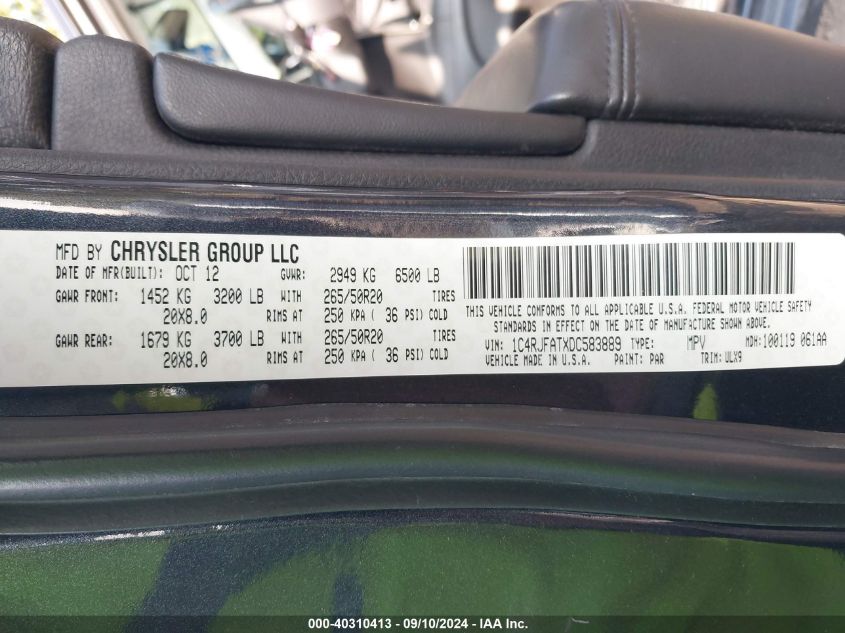 MFD BY CHRYSLER GROUP LLC
DATE OF MFR(BUILT): OCT 12 GVWR: 2949 KG 6500 LB
GAWR FRONT: 1452 KG 3200 LB WITH 265/50R20 TIRES
20X8.0 RIMS AT 250 KPA ( 36 PSI) COLD
GAWR REAR: 1679 KG 3700 LB WITH 265/50R20 TIRES
20X8.0 RIMS AT 250 KPA ( 36 PSI) COLD
THIS VEHICLE CONFORMS TO ALL APPLICABLE U.S.A. FEDERAL MOTOR VEHICLE SAFETY
STANDARDS IN EFFECT ON THE DATE OF MANUFACTURE SHOWN ABOVE.
VIN: 1C4RJFATXDC583889 TYPE: MPV MDH: 100119 061AA
VEHICLE MADE IN U.S.A. PAINT: PAR TRIM: ULX9
000-40310413 - 09/10/2024 - IAA Inc.